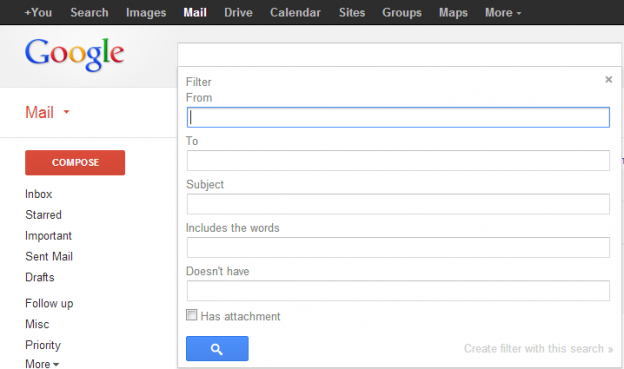 +You Search Images Mail Drive Calendar Sites Groups Maps More
Google
Mail
COMPOSE
Inbox
Starred
Important
Sent Mail
Drafts
Follow up
Misc
Priority
More
Filter
From
To
Subject
Includes the words
Doesn't have
Has attachment
Create filter with this search »